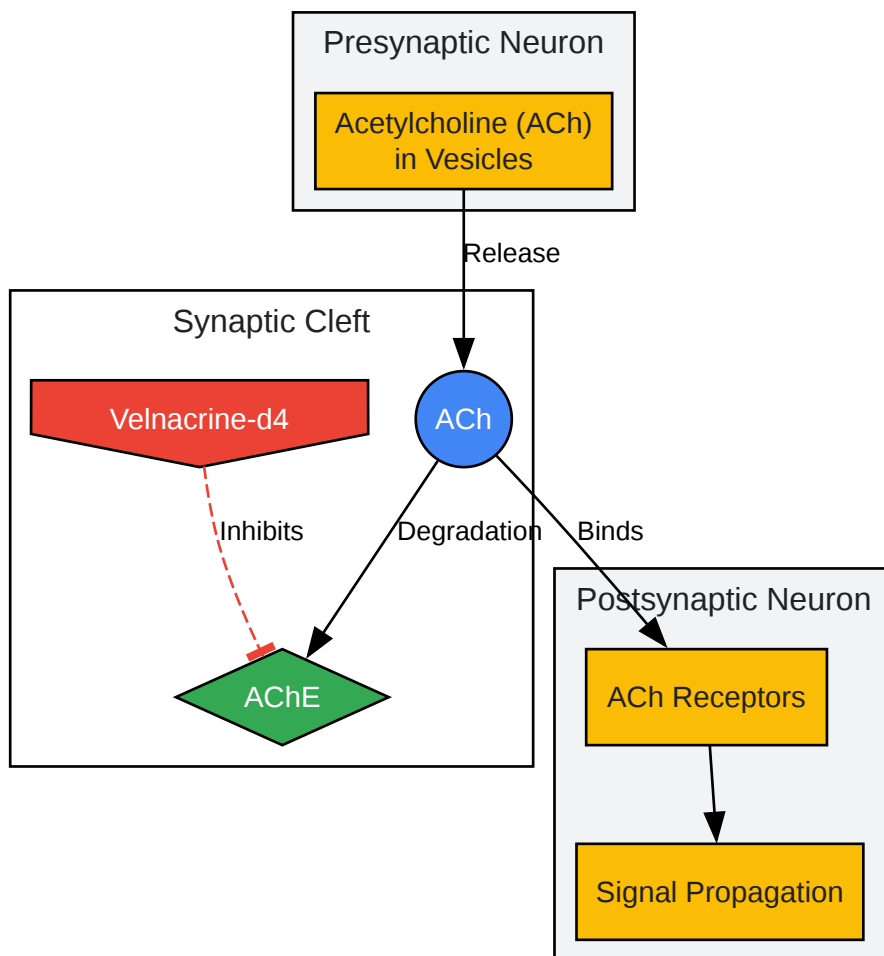 Presynaptic Neuron
Acetylcholine (ACh)
in Vesicles
Release
Synaptic Cleft
Velnacrine-d4
ACh
Inhibits
Degradation
Binds
Postsynaptic Neuron
AChE
ACh Receptors
Signal Propagation